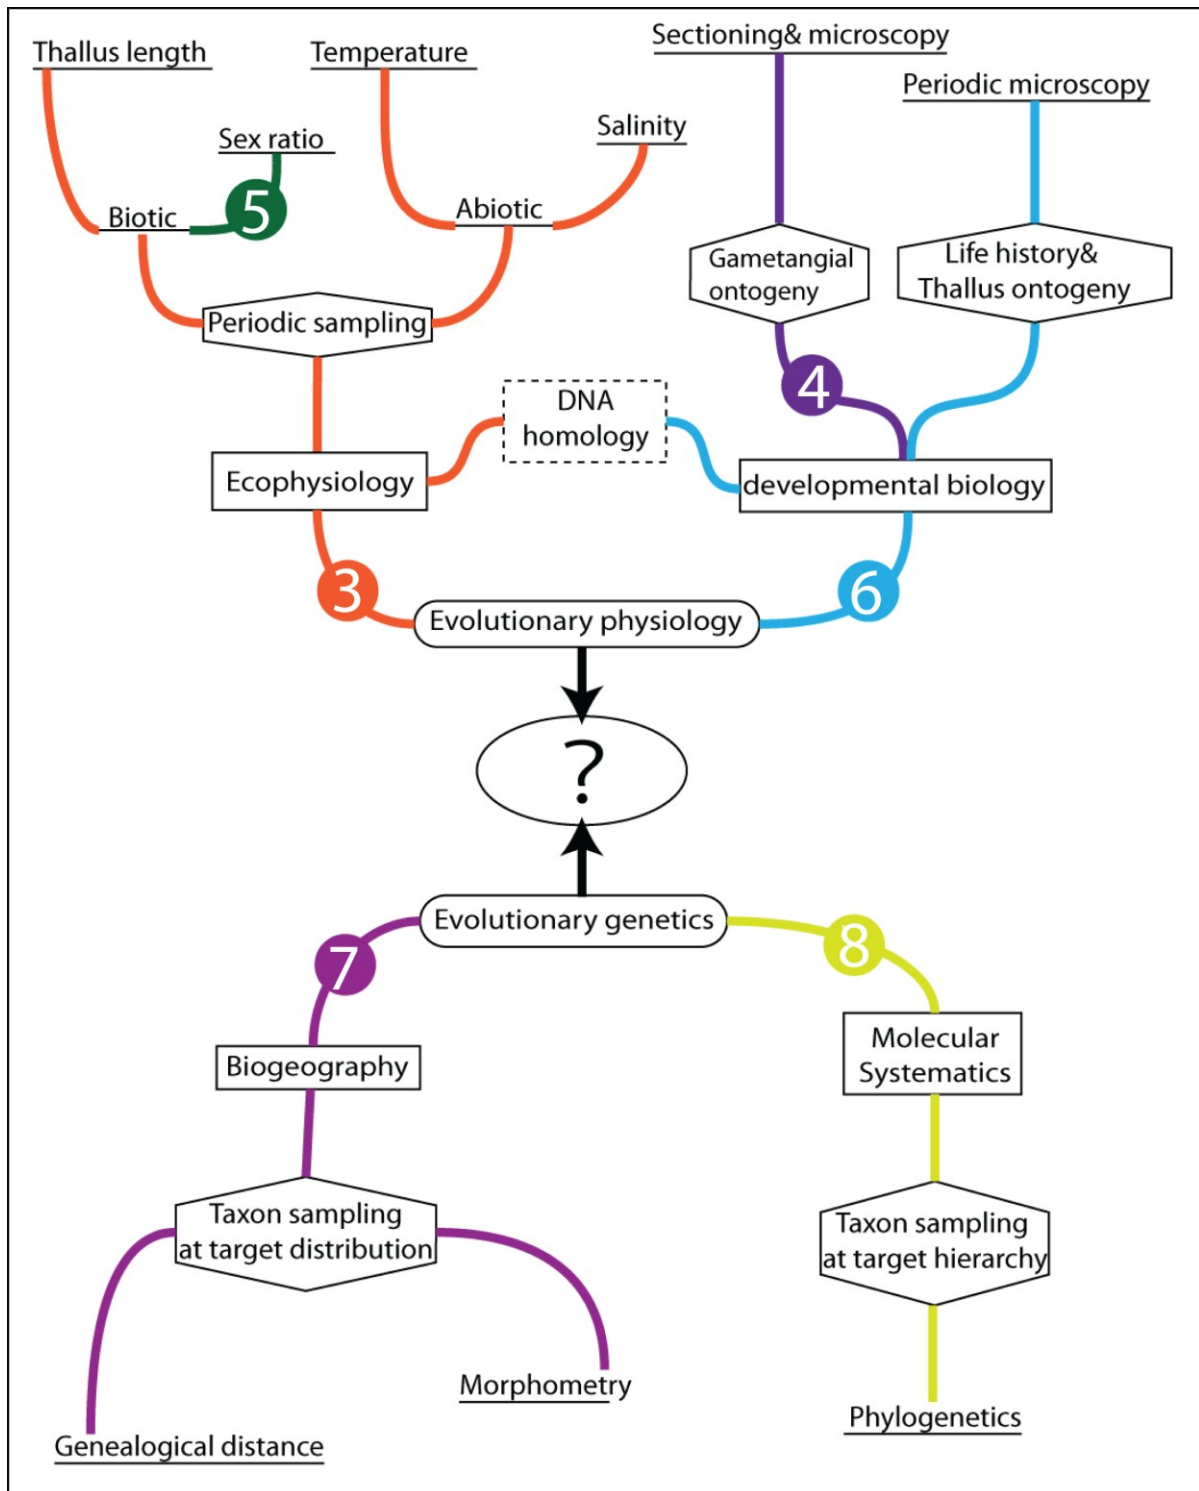 Sectioning& microscopy
Thallus length
Temperature
Periodic microscopy
Salinity
Sex ratio
5
Biotic
Abiotic
Gametangial
ontogeny
Life history&
Thallus ontogeny
Periodic sampling
4
DNA
homology
Ecophysiology
developmental biology
3
6
Evolutionary physiology
?
Evolutionary genetics
7
8
Biogeography
Molecular
Systematics
Taxon sampling
at target distribution
Taxon sampling
at target hierarchy
Morphometry
Phylogenetics
Genealogical distance